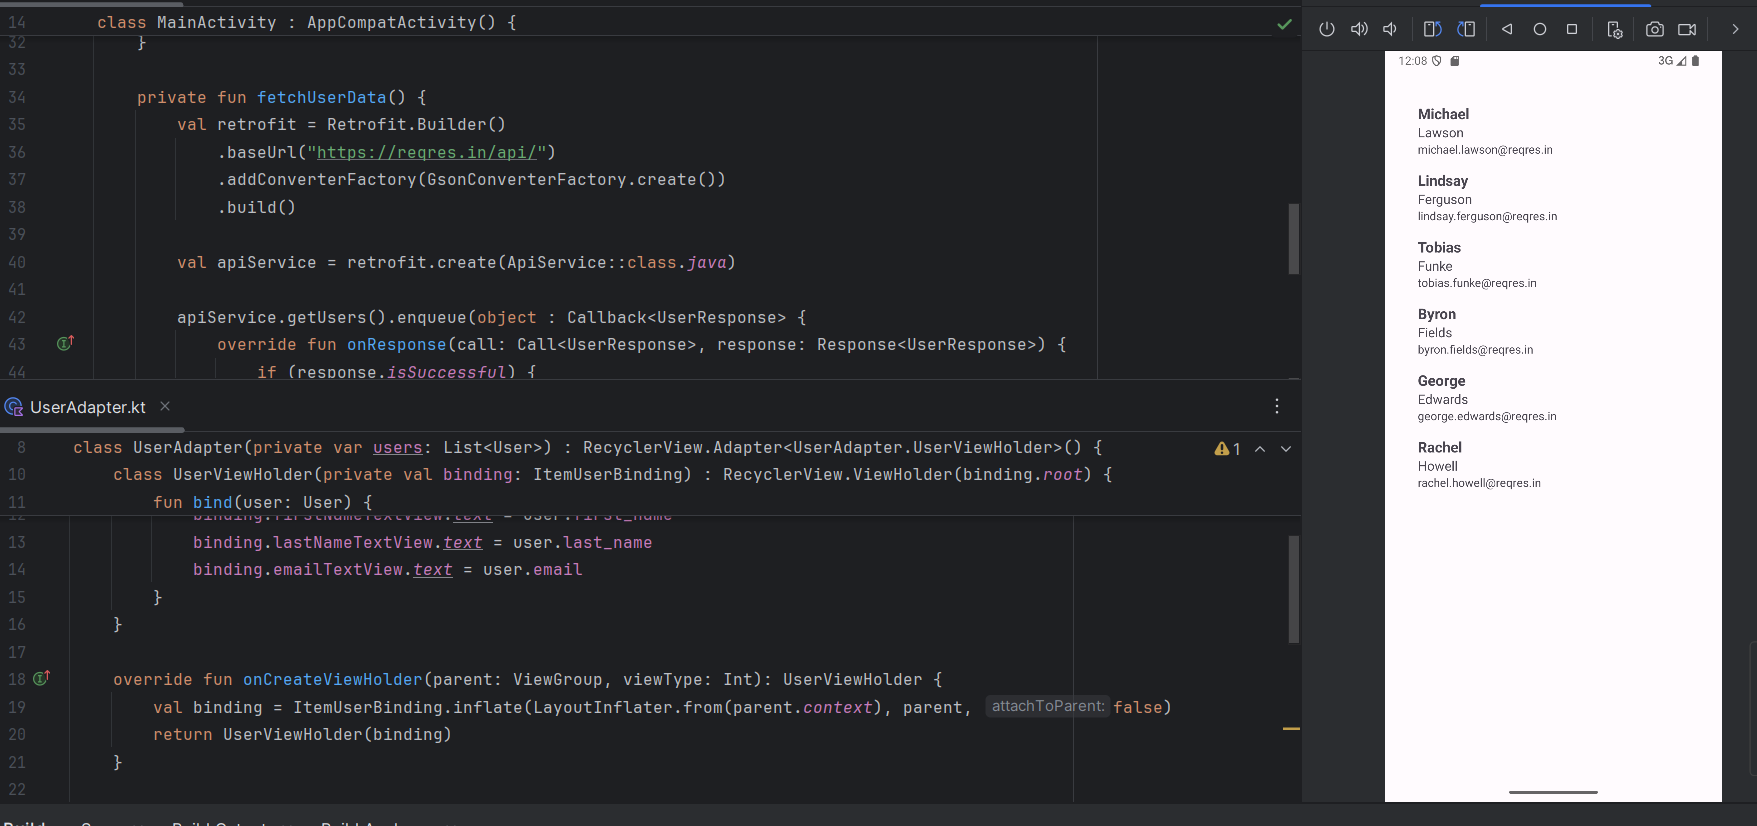 14 class MainActivity : AppCompatActivity() {
32 }
33
34 private fun fetchUserData() {
35 val retrofit = Retrofit.Builder()
36 .baseUrl("https://reqres.in/api/")
37 .addConverterFactory(GsonConverterFactory.create())
38 .build()
39
40 val apiService = retrofit.create(ApiService::class.java)
41
42 apiService.getUsers().enqueue(object : Callback<UserResponse> {
43 override fun onResponse(call: Call<UserResponse>, response: Response<UserResponse>) {
44 if (response.isSuccessful) {
UserAdapter.kt
8 class UserAdapter(private var users: List<User>) : RecyclerView.Adapter<UserAdapter.UserViewHolder>() {
1
10 class UserViewHolder(private val binding: ItemUserBinding) : RecyclerView.ViewHolder(binding.root) {
11 fun bind(user: User) {
12 binding.firstNameTextView.text = user.first_name
13 binding.lastNameTextView.text = user.last_name
14 binding.emailTextView.text = user.email
15 }
16 }
17
18 override fun onCreateViewHolder(parent: ViewGroup, viewType: Int): UserViewHolder {
19 val binding = ItemUserBinding.inflate(LayoutInflater.from(parent.context), parent, attachToParent: false)
20 return UserViewHolder(binding)
21 }
22
12:08
3G
Michael
Lawson
michael.lawson@reqres.in
Lindsay
Ferguson
lindsay.ferguson@reqres.in
Tobias
Funke
tobias.funke@reqres.in
Byron
Fields
byron.fields@reqres.in
George
Edwards
george.edwards@reqres.in
Rachel
Howell
rachel.howell@reqres.in